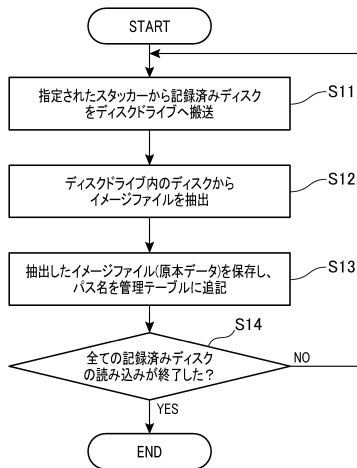 START
指定されたスタッカーから記録済みディスク
をディスクドライブへ搬送
S11
ディスクドライブ内のディスクから
イメージファイルを抽出
S12
抽出したイメージファイル(原本データ)を保存し、
パス名を管理テーブルに追記
S13
S14
全ての記録済みディスク
の読み込みが終了した？
NO
YES
END